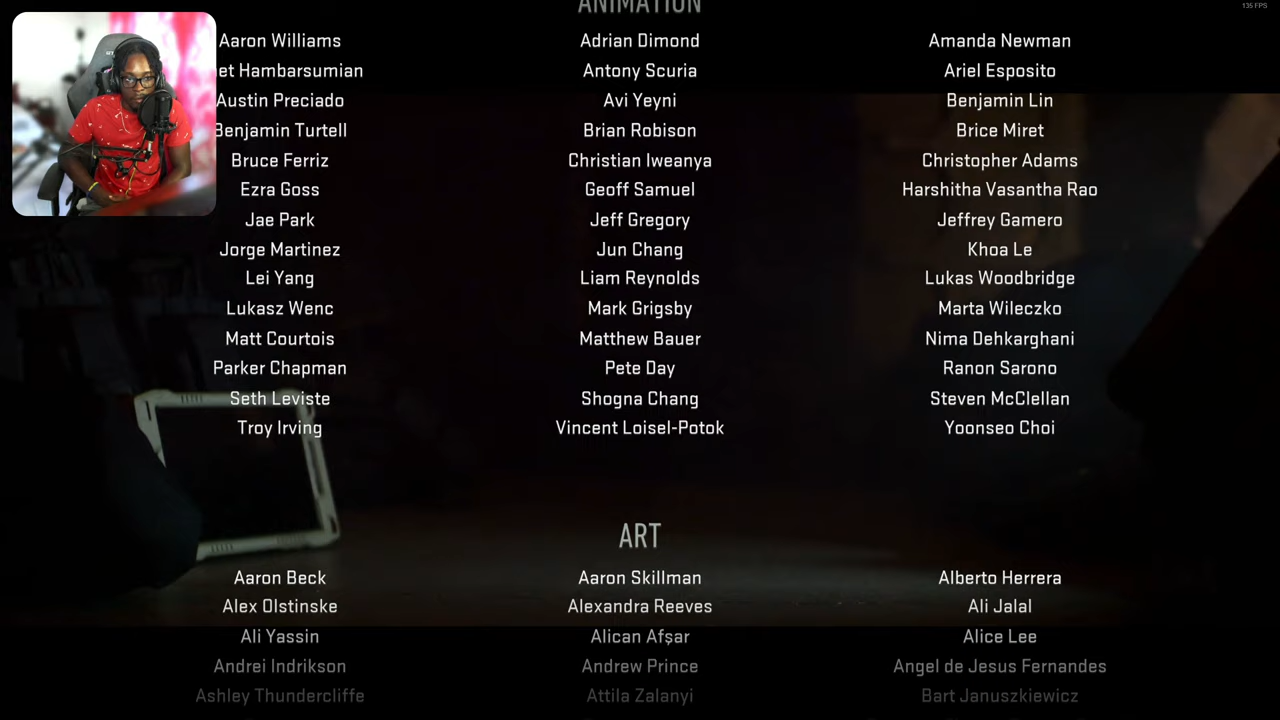 135 FPS
ANIMATION
Aaron Williams Adrian Dimond Amanda Newman
et Hambarsumian Antony Scuria Ariel Esposito
Austin Preciado Avi Yeyni Benjamin Lin
Benjamin Turtell Brian Robison Brice Miret
Bruce Ferriz Christian Iweanya Christopher Adams
Ezra Goss Geoff Samuel Harshitha Vasantha Rao
Jae Park Jeff Gregory Jeffrey Gamero
Jorge Martinez Jun Chang Khoa Le
Lei Yang Liam Reynolds Lukas Woodbridge
Lukasz Wenc Mark Grigsby Marta Wileczko
Matt Courtois Matthew Bauer Nima Dehkarghani
Parker Chapman Pete Day Ranon Sarono
Seth Leviste Shogna Chang Steven McClellan
Troy Irving Vincent Loisel-Potok Yoonseo Choi
ART
Aaron Beck Aaron Skillman Alberto Herrera
Alex Olstinske Alexandra Reeves Ali Jalal
Ali Yassin Alican Afşar Alice Lee
Andrei Indrikson Andrew Prince Angel de Jesus Fernandes
Ashley Thundercliffe Attila Zalanyi Bart Januszkiewicz